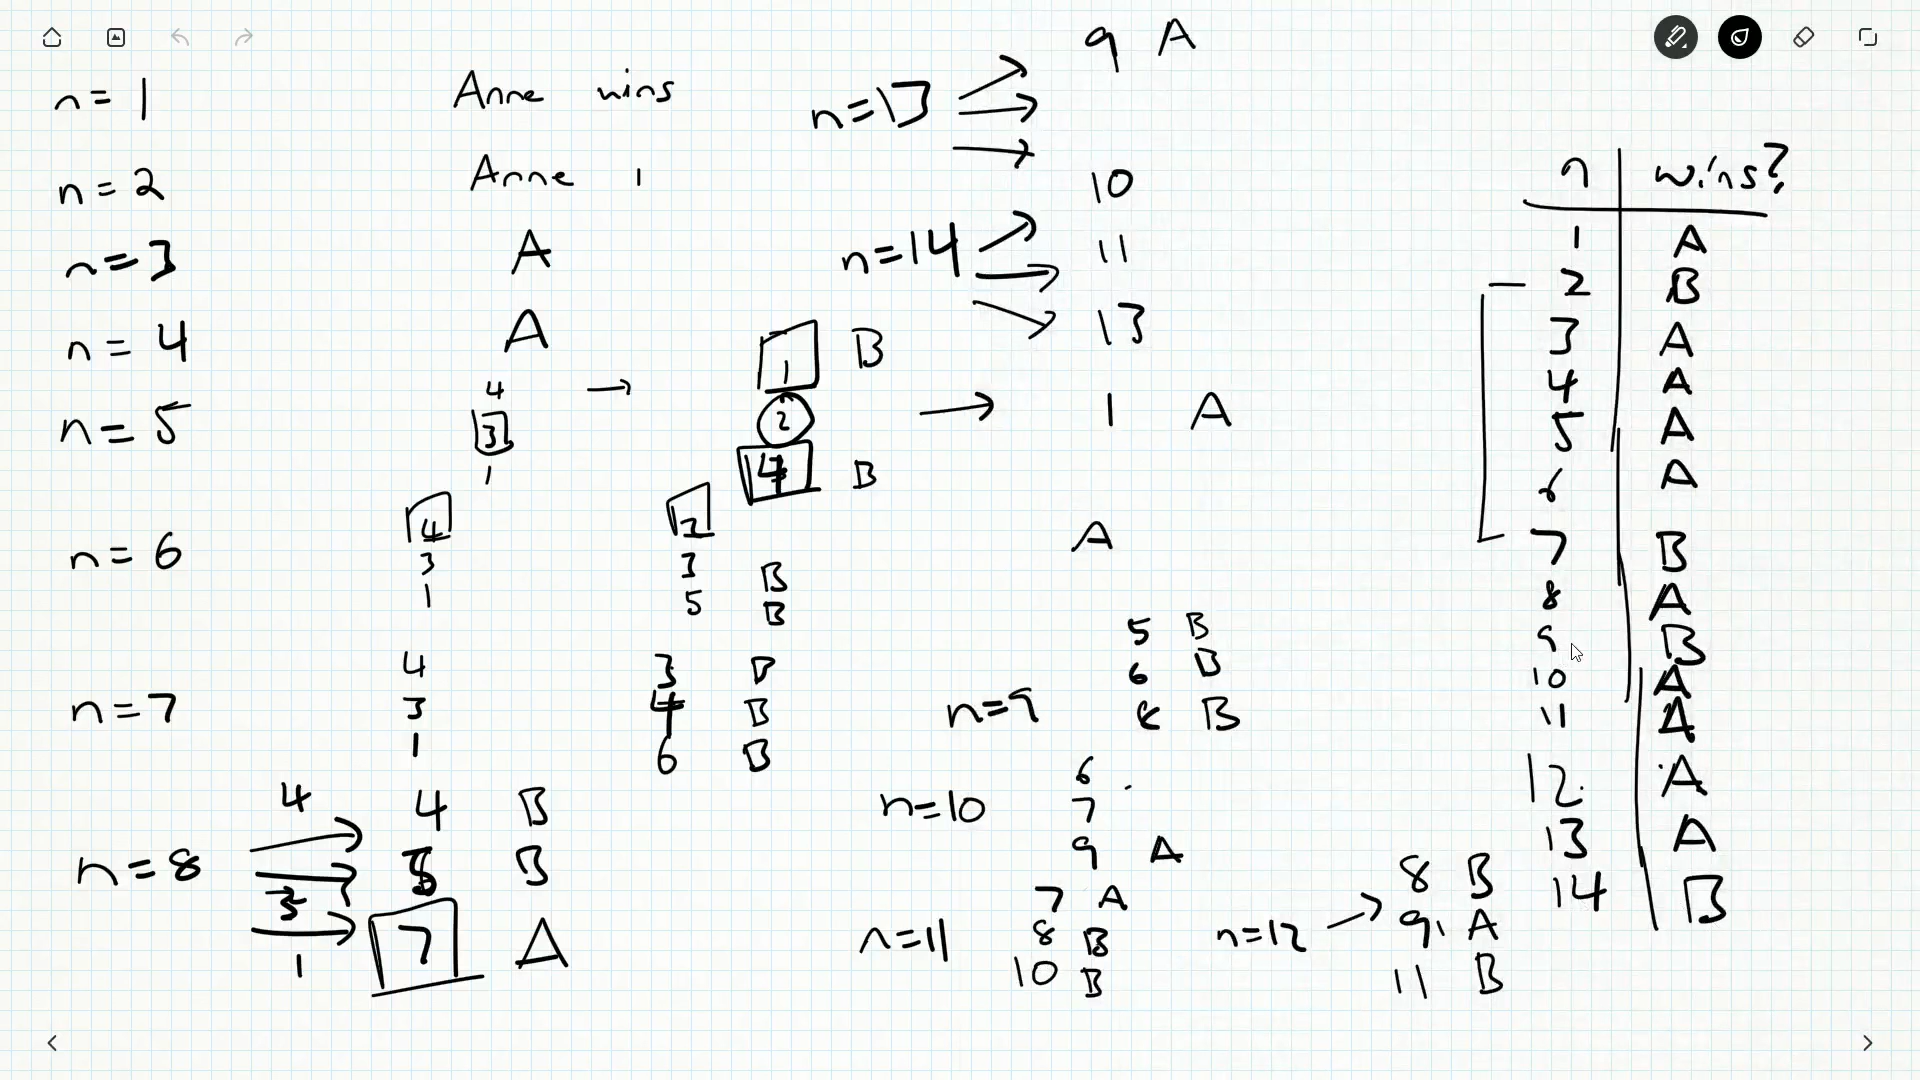 n = 1 Anne wins
n = 2 Anne
n = 3 A
n = 4 A
n = 5
4
3
1
1 B
2
4 B
1 A
n = 6
4
3
1
2
3 B
5 B
A
n = 7
4
3
1
3 B
4 B
6 B
n = 8
4
3
1
4 B
5 B
7 A
n = 13
9 A
n = 14
10
11
13
n = 9
5 B
6 B
8 B
n = 10
6
7
9 A
n = 11
7 A
8 B
10 B
n = 12
8 B
9 A
11 B
n wins?
1 A
2 B
3 A
4 A
5 A
6 A
7 B
8 A
9 B
10 A
11 A
12 A
13 A
14 B